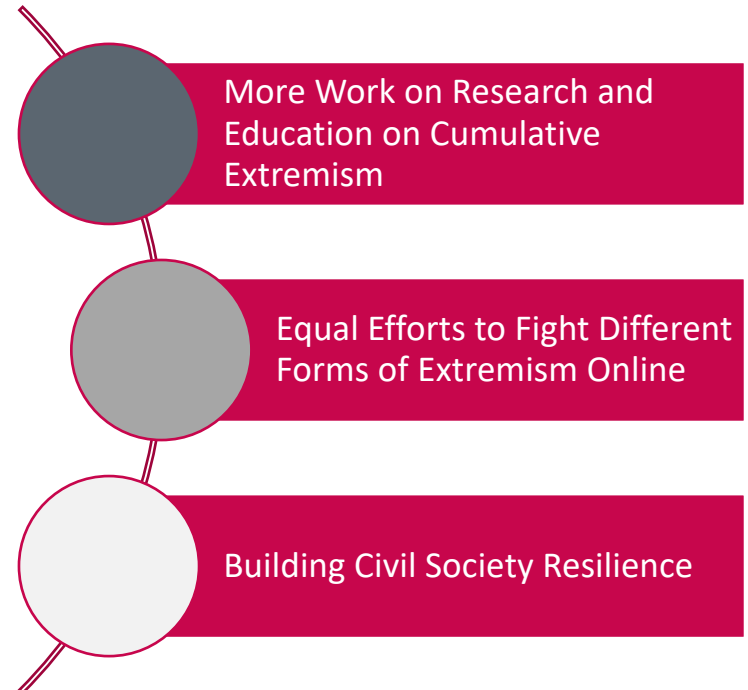 More Work on Research and
Education on Cumulative
Extremism
Equal Efforts to Fight Different
Forms of Extremism Online
Building Civil Society Resilience